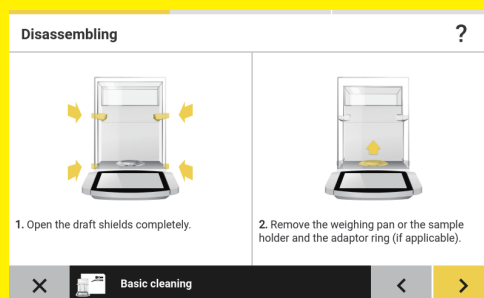 Disassembling
?
1. Open the draft shields completely.
2. Remove the weighing pan or the sample
holder and the adaptor ring (if applicable).
Basic cleaning